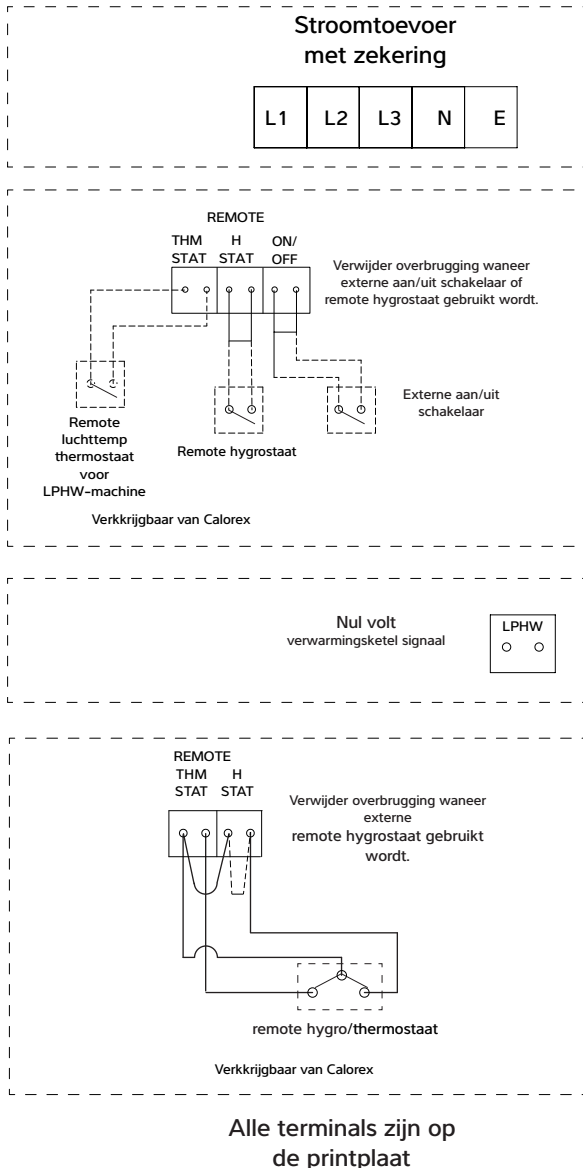 Stroomtoevoer
met zekering
L1 L2 L3 N E
REMOTE
THM H ON/
STAT STAT OFF
Verwijder overbrugging waneer
externe aan/uit schakelaar of
remote hygrostaat gebruikt wordt.
Externe aan/uit
schakelaar
Remote
luchttemp
thermostaat
voor
LPHW-machine
Remote hygrostaat
Verkkrijgbaar van Calorex
Nul volt
verwarmingsketel signaal
LPHW
REMOTE
THM H
STAT STAT
Verwijder overbrugging waneer
externe
remote hygrostaat gebruikt
wordt.
remote hygro/thermostaat
Verkkrijgbaar van Calorex
Alle terminals zijn op
de printplaat